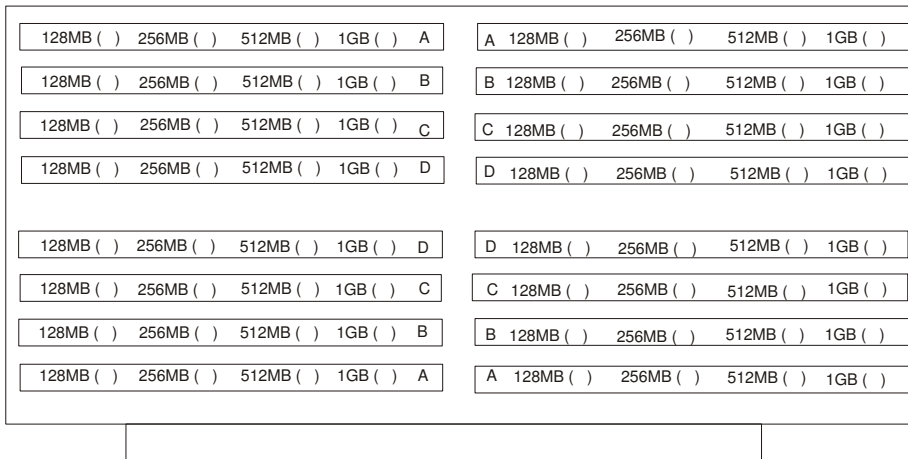 128MB ( ) 256MB ( ) 512MB ( ) 1GB ( ) A A 128MB ( ) 256MB ( ) 512MB ( ) 1GB ( )
128MB ( ) 256MB ( ) 512MB ( ) 1GB ( ) B B 128MB ( ) 256MB ( ) 512MB ( ) 1GB ( )
128MB ( ) 256MB ( ) 512MB ( ) 1GB ( ) C C 128MB ( ) 256MB ( ) 512MB ( ) 1GB ( )
128MB ( ) 256MB ( ) 512MB ( ) 1GB ( ) D D 128MB ( ) 256MB ( ) 512MB ( ) 1GB ( )
128MB ( ) 256MB ( ) 512MB ( ) 1GB ( ) D D 128MB ( ) 256MB ( ) 512MB ( ) 1GB ( )
128MB ( ) 256MB ( ) 512MB ( ) 1GB ( ) C C 128MB ( ) 256MB ( ) 512MB ( ) 1GB ( )
128MB ( ) 256MB ( ) 512MB ( ) 1GB ( ) B B 128MB ( ) 256MB ( ) 512MB ( ) 1GB ( )
128MB ( ) 256MB ( ) 512MB ( ) 1GB ( ) A A 128MB ( ) 256MB ( ) 512MB ( ) 1GB ( )